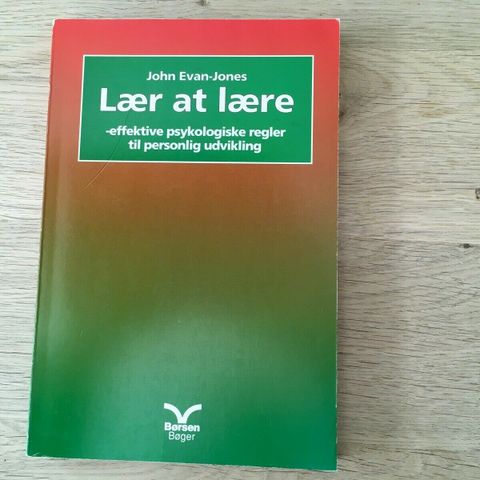 John Evan-Jones
Lær at lære
-effektive psykologiske regler
til personlig udvikling
Børsen
Bøger